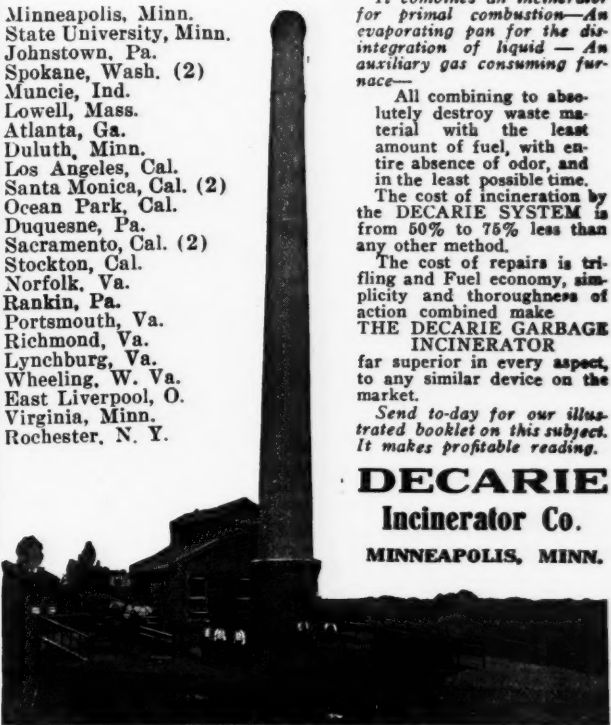 Minneapolis, Minn.
State University, Minn.
Johnstown, Pa.
Spokane, Wash. (2)
Muncie, Ind.
Lowell, Mass.
Atlanta, Ga.
Duluth, Minn.
Los Angeles, Cal.
Santa Monica, Cal. (2)
Ocean Park, Cal.
Duquesne, Pa.
Sacramento, Cal. (2)
Stockton, Cal.
Norfolk, Va.
Rankin, Pa.
Portsmouth, Va.
Richmond, Va.
Lynchburg, Va.
Wheeling, W. Va.
East Liverpool, O.
Virginia, Minn.
Rochester, N. Y.
It combines an incinerator
for primal combustion—An
evaporating pan for the dis-
integration of liquid — An
auxiliary gas consuming fur-
nace—
All combining to abso-
lutely destroy waste ma-
terial with the least
amount of fuel, with en-
tire absence of odor, and
in the least possible time.
The cost of incineration by
the DECARIE SYSTEM is
from 50% to 75% less than
any other method.
The cost of repairs is tri-
fling and Fuel economy, sim-
plicity and thoroughness of
action combined make
THE DECARIE GARBAGE
INCINERATOR
far superior in every aspect,
to any similar device on the
market.
Send to-day for our illus-
trated booklet on this subject.
It makes profitable reading.
DECARIE
Incinerator Co.
MINNEAPOLIS, MINN.